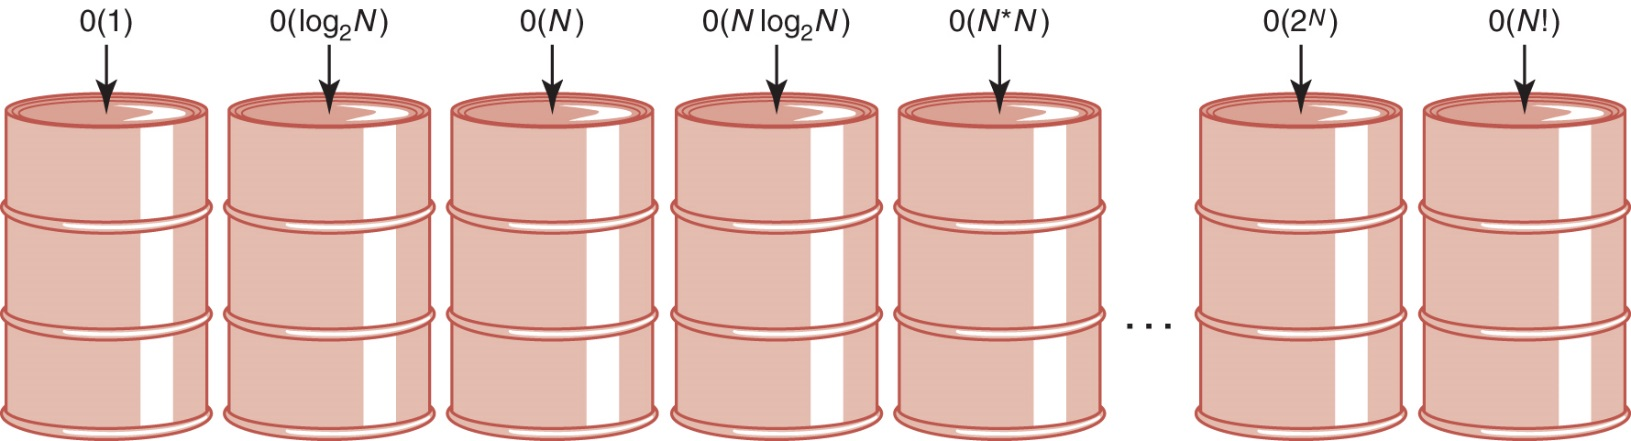 0(1)
0(log₂N)
0(N)
0(N log₂N)
0(N*N)
0(2ᴺ)
0(N!)
...